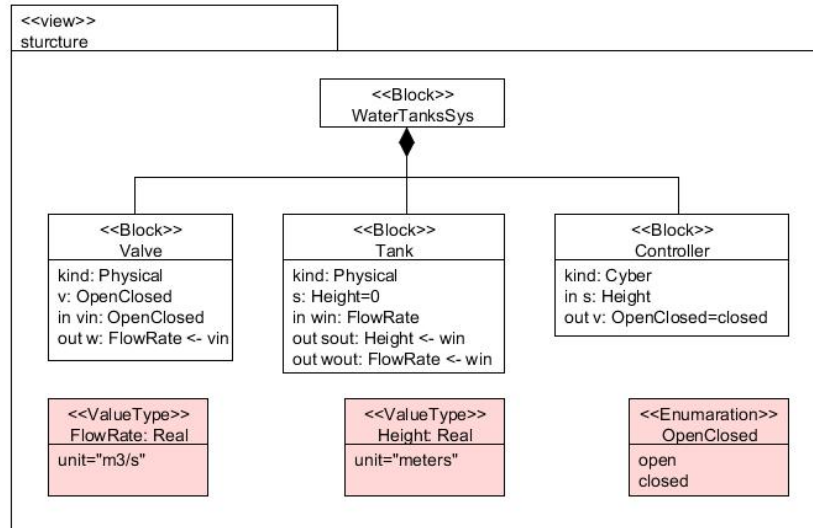 <<view>>
sturcture
<<Block>>
WaterTanksSys
<<Block>>
Valve
kind: Physical
v: OpenClosed
in vin: OpenClosed
out w: FlowRate <- vin
<<Block>>
Tank
kind: Physical
s: Height=0
in win: FlowRate
out sout: Height <- win
out wout: FlowRate <- win
<<Block>>
Controller
kind: Cyber
in s: Height
out v: OpenClosed=closed
<<ValueType>>
FlowRate: Real
unit="m3/s"
<<ValueType>>
Height: Real
unit="meters"
<<Enumaration>>
OpenClosed
open
closed